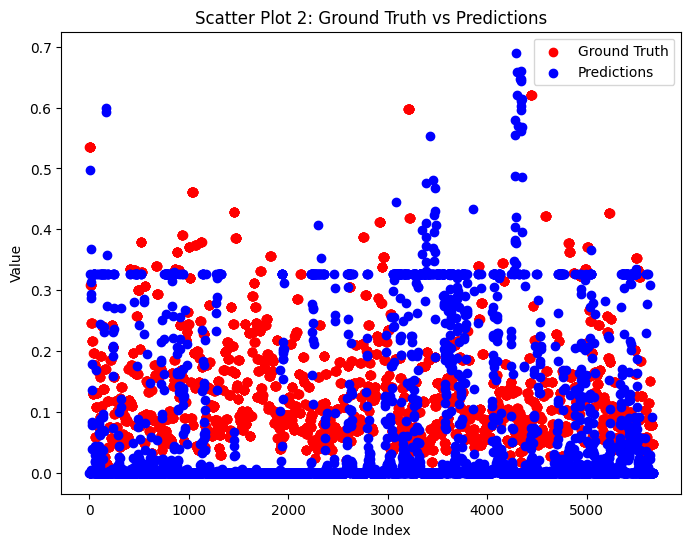 Scatter Plot 2: Ground Truth vs Predictions
Ground Truth
Predictions
Value
0.7
0.6
0.5
0.4
0.3
0.2
0.1
0.0
0 1000 2000 3000 4000 5000
Node Index